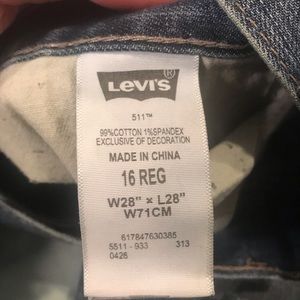 LEVI'S ®
511™
99%COTTON 1%SPANDEX
EXCLUSIVE OF DECORATION
MADE IN CHINA
16 REG
W28" × L28"
W71CM
617847630385
5511 - 933 313
0426